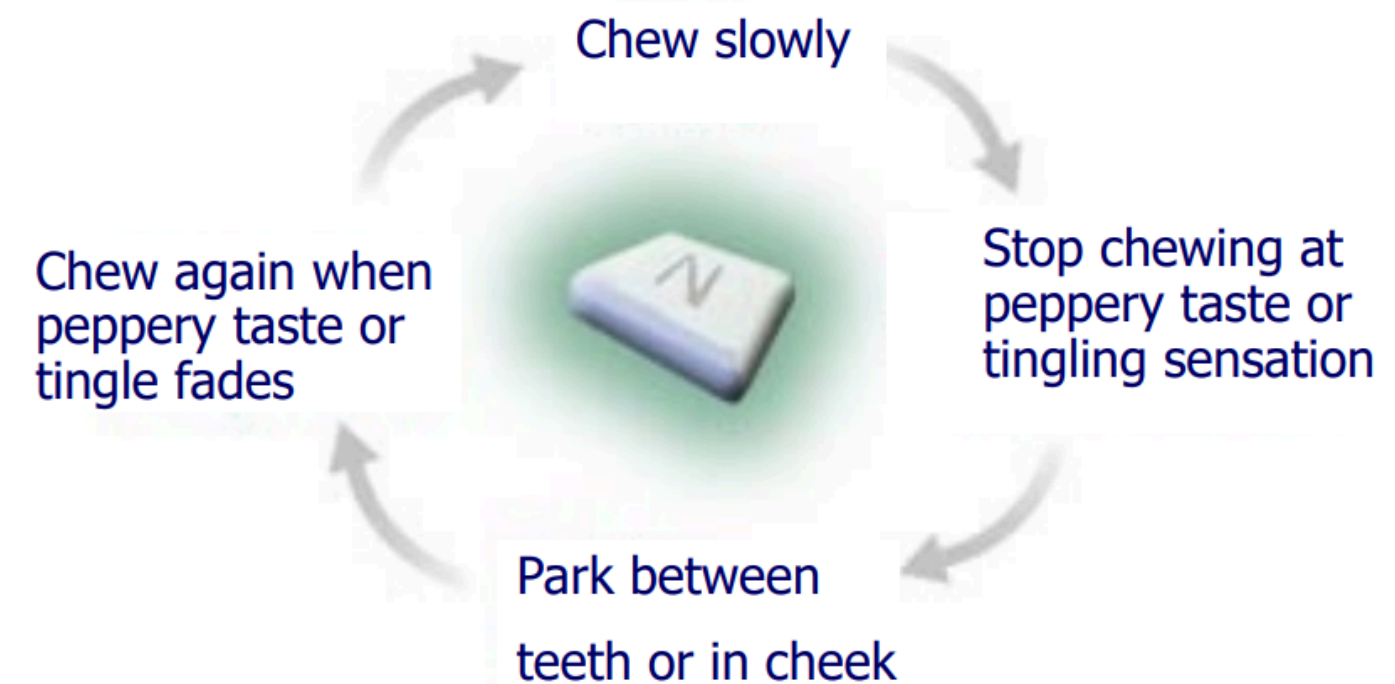 Chew slowly
Stop chewing at
peppery taste or
tingling sensation
Park between
teeth or in cheek
Chew again when
peppery taste or
tingle fades
N